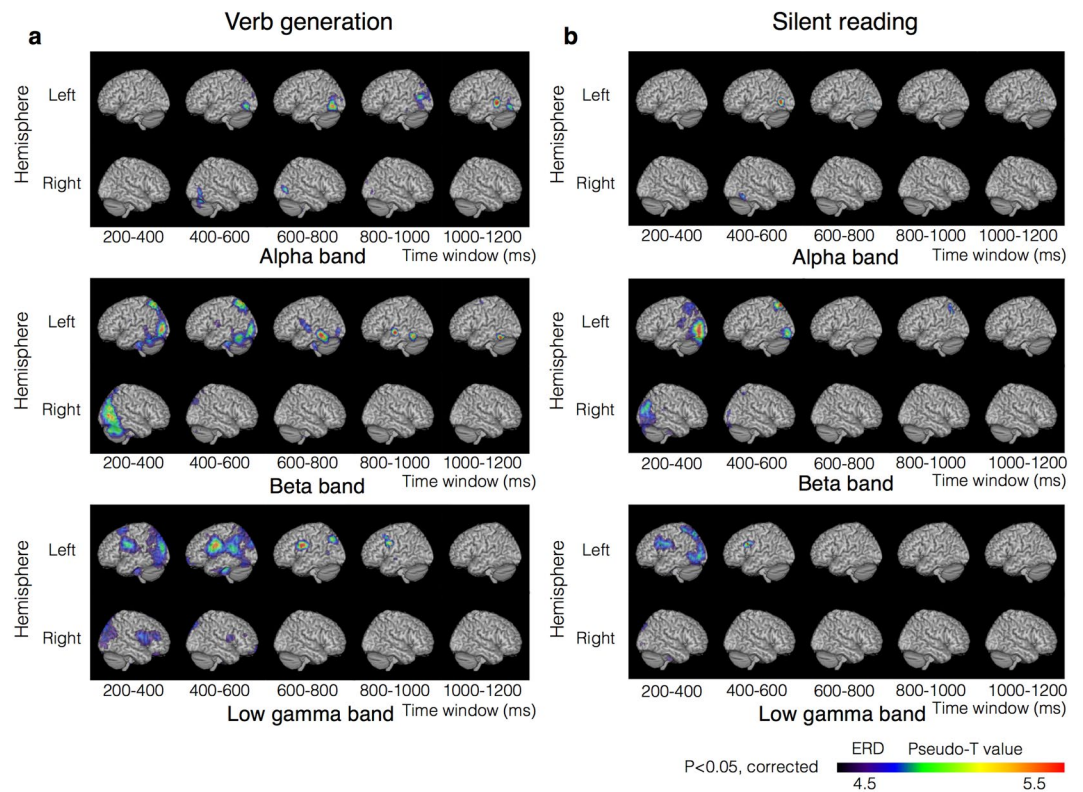 Verb generation
Silent reading
a
b
Hemisphere
Left
Right
200-400 400-600 600-800 800-1000 1000-1200
Alpha band Time window (ms)
Hemisphere
Left
Right
200-400 400-600 600-800 800-1000 1000-1200
Alpha band Time window (ms)
Hemisphere
Left
Right
200-400 400-600 600-800 800-1000 1000-1200
Beta band Time window (ms)
Hemisphere
Left
Right
200-400 400-600 600-800 800-1000 1000-1200
Beta band Time window (ms)
Hemisphere
Left
Right
200-400 400-600 600-800 800-1000 1000-1200
Low gamma band Time window (ms)
Hemisphere
Left
Right
200-400 400-600 600-800 800-1000 1000-1200
Low gamma band Time window (ms)
ERD Pseudo-T value
P<0.05, corrected
4.5 5.5